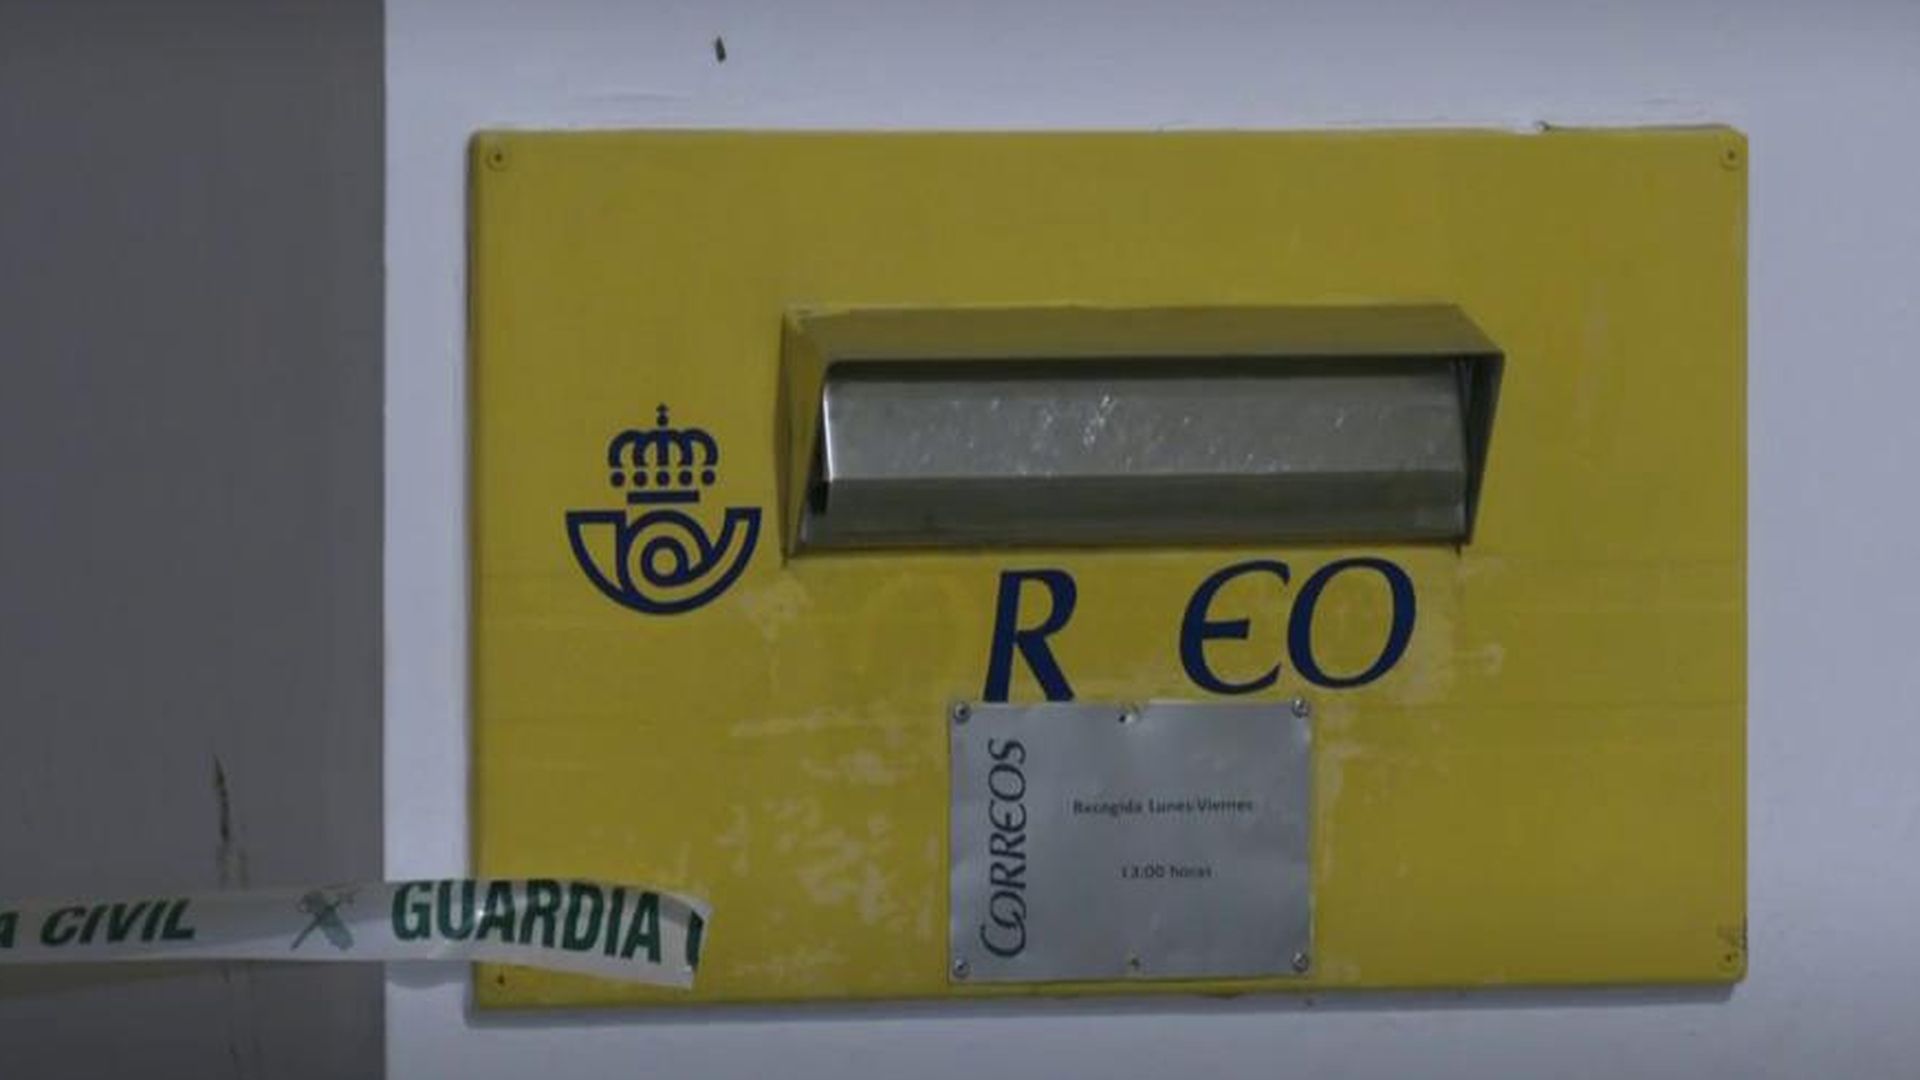 R EO
CORREOS
Recogida Lunes-Viernes
13:00 horas
A CIVIL GUARDIA